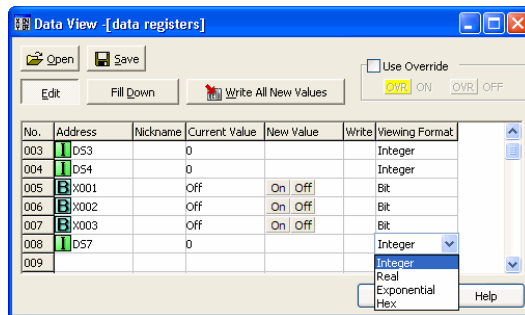 Data View -[data registers]
Open Save Use Override
Edit Fill Down Write All New Values OVR ON OVR OFF
No. Address Nickname Current Value New Value Write Viewing Format
003 I DS3 0 Integer
004 I DS4 0 Integer
005 B X001 Off On Off Bit
006 B X002 Off On Off Bit
007 B X003 Off On Off Bit
008 I DS7 0 Integer
009 Integer
Real
Exponential
Hex
Help